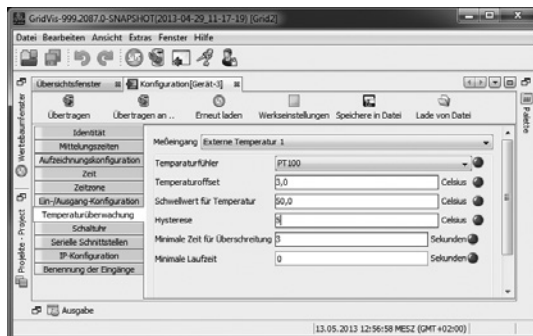 GridVis-999.2087.0-SNAPSHOT(2013-04-29_11-17-19) [Grid2]
Datei Bearbeiten Ansicht Extras Fenster Hilfe
Übersichtsfenster
Konfiguration[Gerät-3]
Übertragen
Übertragen an ..
Erneut laden
Werkseinstellungen
Speichere in Datei
Lade von Datei
Wertebaumfenster
Projekte - Project
Palette
Identität
Mittelungszeiten
Aufzeichnungskonfiguration
Zeit
Zeitzone
Ein-/Ausgang-Konfiguration
Temperaturüberwachung
Schaltuhr
Serielle Schnittstellen
IP-Konfiguration
Benennung der Eingänge
Meßeingang Externe Temperatur 1
Temparaturfühler PT100
Temperaturoffset 3,0 Celsius
Schwellwert für Temperatur 50,0 Celsius
Hysterese 5 Celsius
Minimale Zeit für Überschreitung 3 Sekunden
Minimale Laufzeit 0 Sekunden
Ausgabe
13.05.2013 12:56:58 MESZ (GMT+02:00)